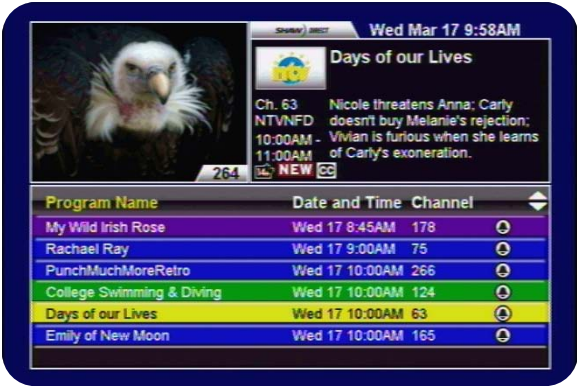 SHAW) DIRECT
Wed Mar 17 9:58AM
ntv
Days of our Lives
Ch. 63
NTVNFD
10:00AM -
11:00AM
Nicole threatens Anna; Carly
doesn't buy Melanie's rejection;
Vivian is furious when she learns
of Carly's exoneration.
264
14+ NEW CC
Program Name Date and Time Channel
My Wild Irish Rose Wed 17 8:45AM 178
Rachael Ray Wed 17 9:00AM 75
PunchMuchMoreRetro Wed 17 10:00AM 266
College Swimming & Diving Wed 17 10:00AM 124
Days of our Lives Wed 17 10:00AM 63
Emily of New Moon Wed 17 10:00AM 165